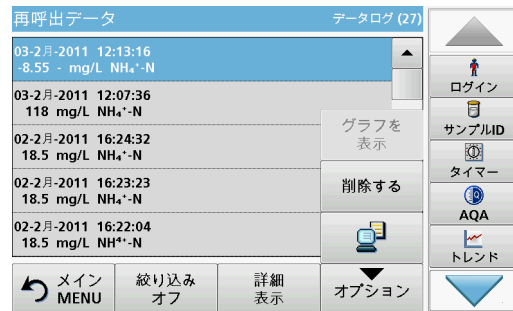 再呼出データ
データログ (27)
03-2月-2011 12:13:16
-8.55 - mg/L NH₄⁺-N
03-2月-2011 12:07:36
118 mg/L NH₄⁺-N
02-2月-2011 16:24:32
18.5 mg/L NH₄⁺-N
02-2月-2011 16:23:23
18.5 mg/L NH₄⁺-N
02-2月-2011 16:22:04
18.5 mg/L NH⁴⁺-N
グラフを
表示
削除する
メイン
MENU
絞り込み
オフ
詳細
表示
オプション
ログイン
サンプルID
タイマー
AQA
トレンド